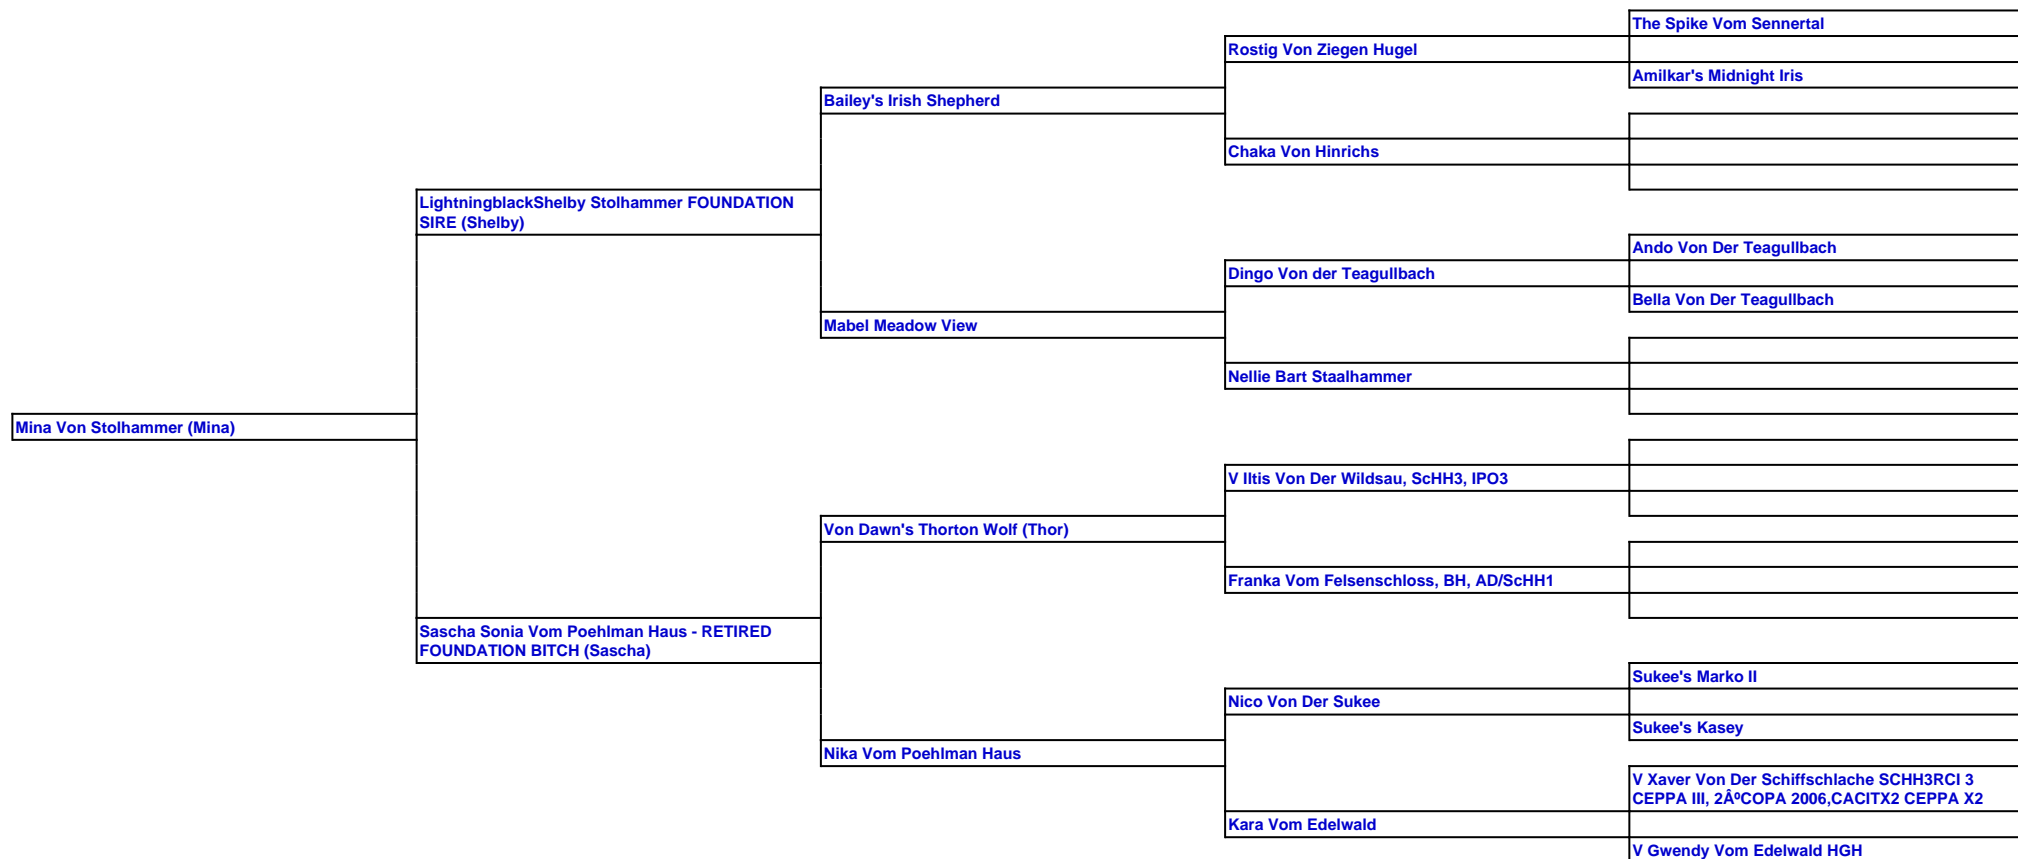 The Spike Vom Sennertal
Rostig Von Ziegen Hugel
Amilkar's Midnight Iris
Bailey's Irish Shepherd
Chaka Von Hinrichs
LightningblackShelby Stolhammer FOUNDATION
SIRE (Shelby)
Ando Von Der Teagullbach
Dingo Von der Teagullbach
Bella Von Der Teagullbach
Mabel Meadow View
Nellie Bart Staalhammer
Mina Von Stolhammer (Mina)
V Iltis Von Der Wildsau, ScHH3, IPO3
Von Dawn's Thorton Wolf (Thor)
Franka Vom Felsenschloss, BH, AD/ScHH1
Sascha Sonia Vom Poehlman Haus - RETIRED
FOUNDATION BITCH (Sascha)
Sukee's Marko II
Nico Von Der Sukee
Sukee's Kasey
Nika Vom Poehlman Haus
V Xaver Von Der Schiffschlache SCHH3RCI 3
CEPPA III, 2ÂºCOPA 2006,CACITX2 CEPPA X2
Kara Vom Edelwald
V Gwendy Vom Edelwald HGH